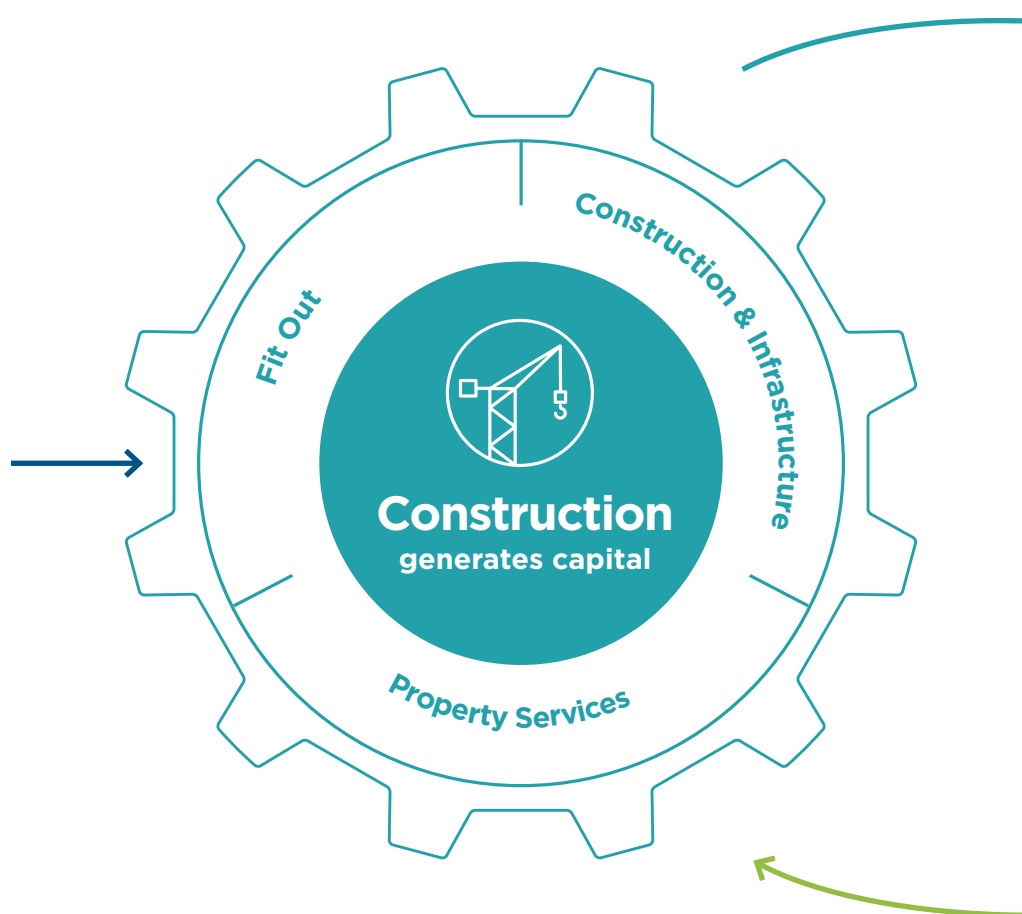 Fit Out
Construction & Infrastructure
Construction
generates capital
Property Services